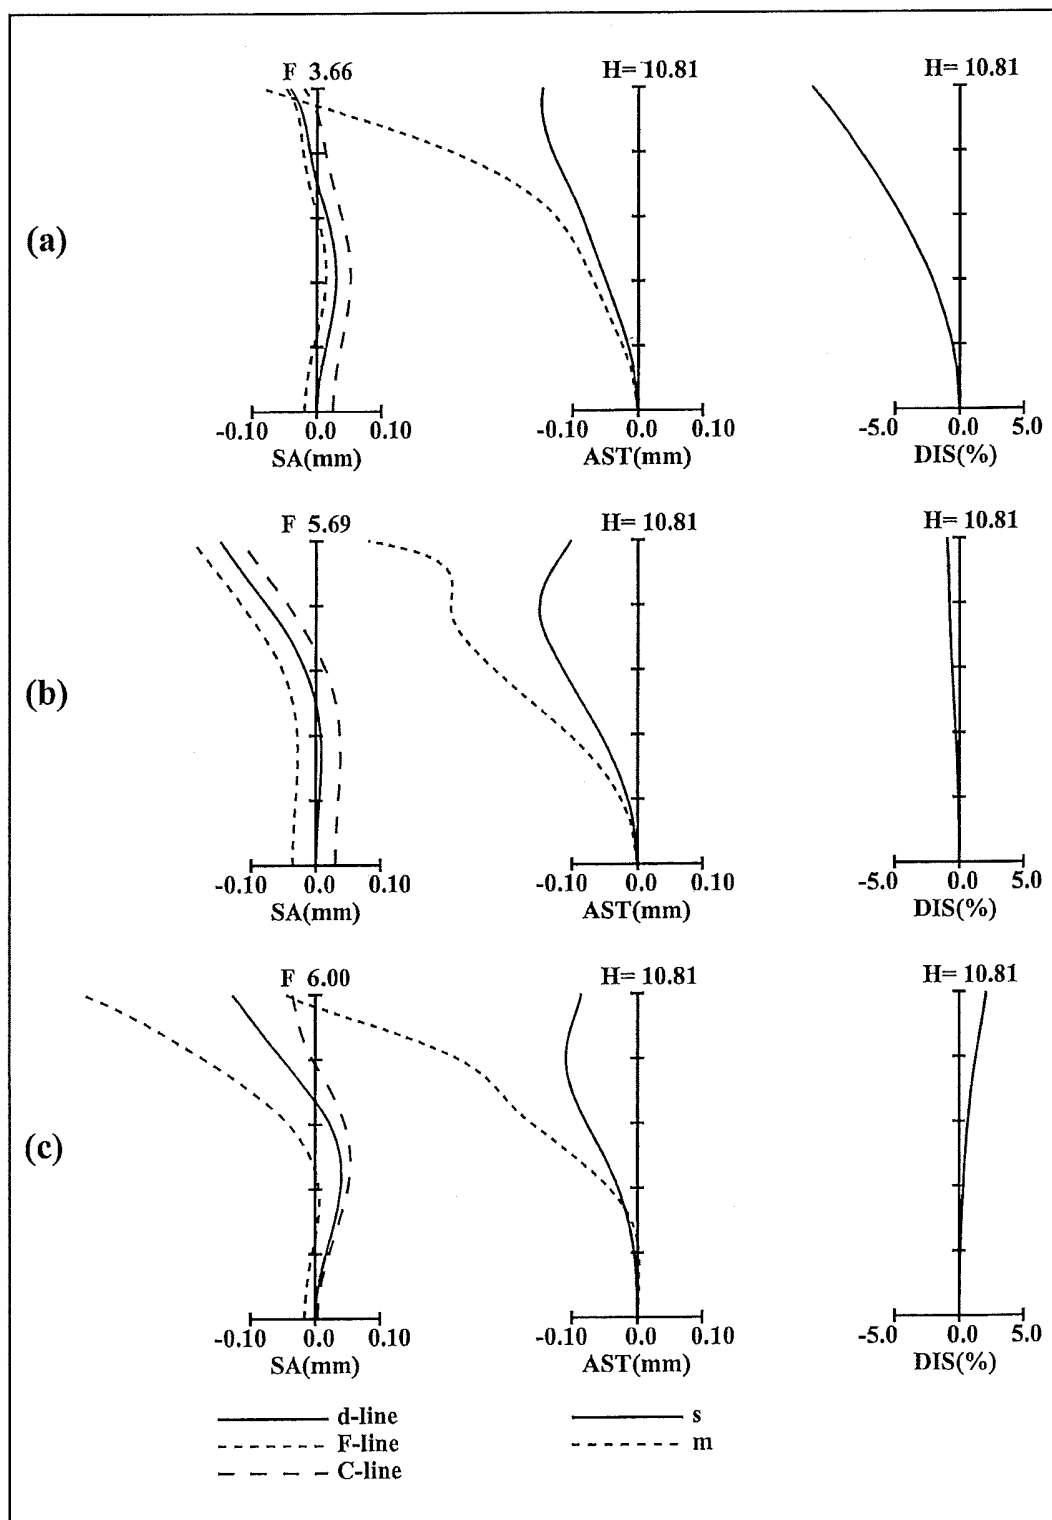 F 3.66 H= 10.81 H= 10.81
(a)
-0.10 0.0 0.10 -0.10 0.0 0.10 -5.0 0.0 5.0
SA(mm) AST(mm) DIS(%)
F 5.69 H= 10.81 H= 10.81
(b)
-0.10 0.0 0.10 -0.10 0.0 0.10 -5.0 0.0 5.0
SA(mm) AST(mm) DIS(%)
F 6.00 H= 10.81 H= 10.81
(c)
-0.10 0.0 0.10 -0.10 0.0 0.10 -5.0 0.0 5.0
SA(mm) AST(mm) DIS(%)
d-line s
F-line m
C-line